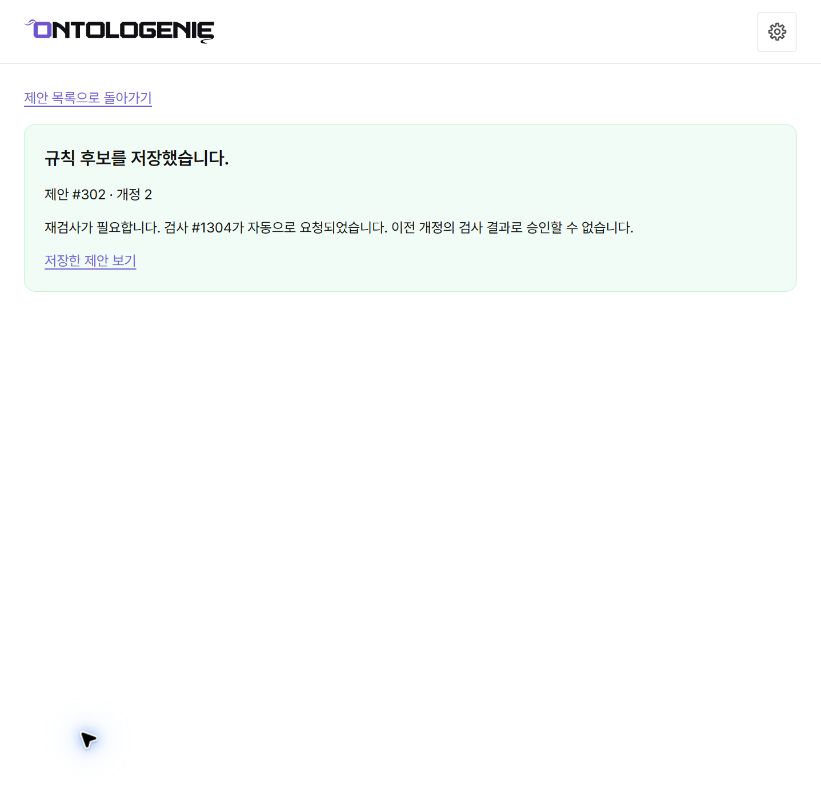 ONTOLOGENIE
제안 목록으로 돌아가기
규칙 후보를 저장했습니다.
제안 #302 · 개정 2
재검사가 필요합니다. 검사 #1304가 자동으로 요청되었습니다. 이전 개정의 검사 결과로 승인할 수 없습니다.
저장한 제안 보기